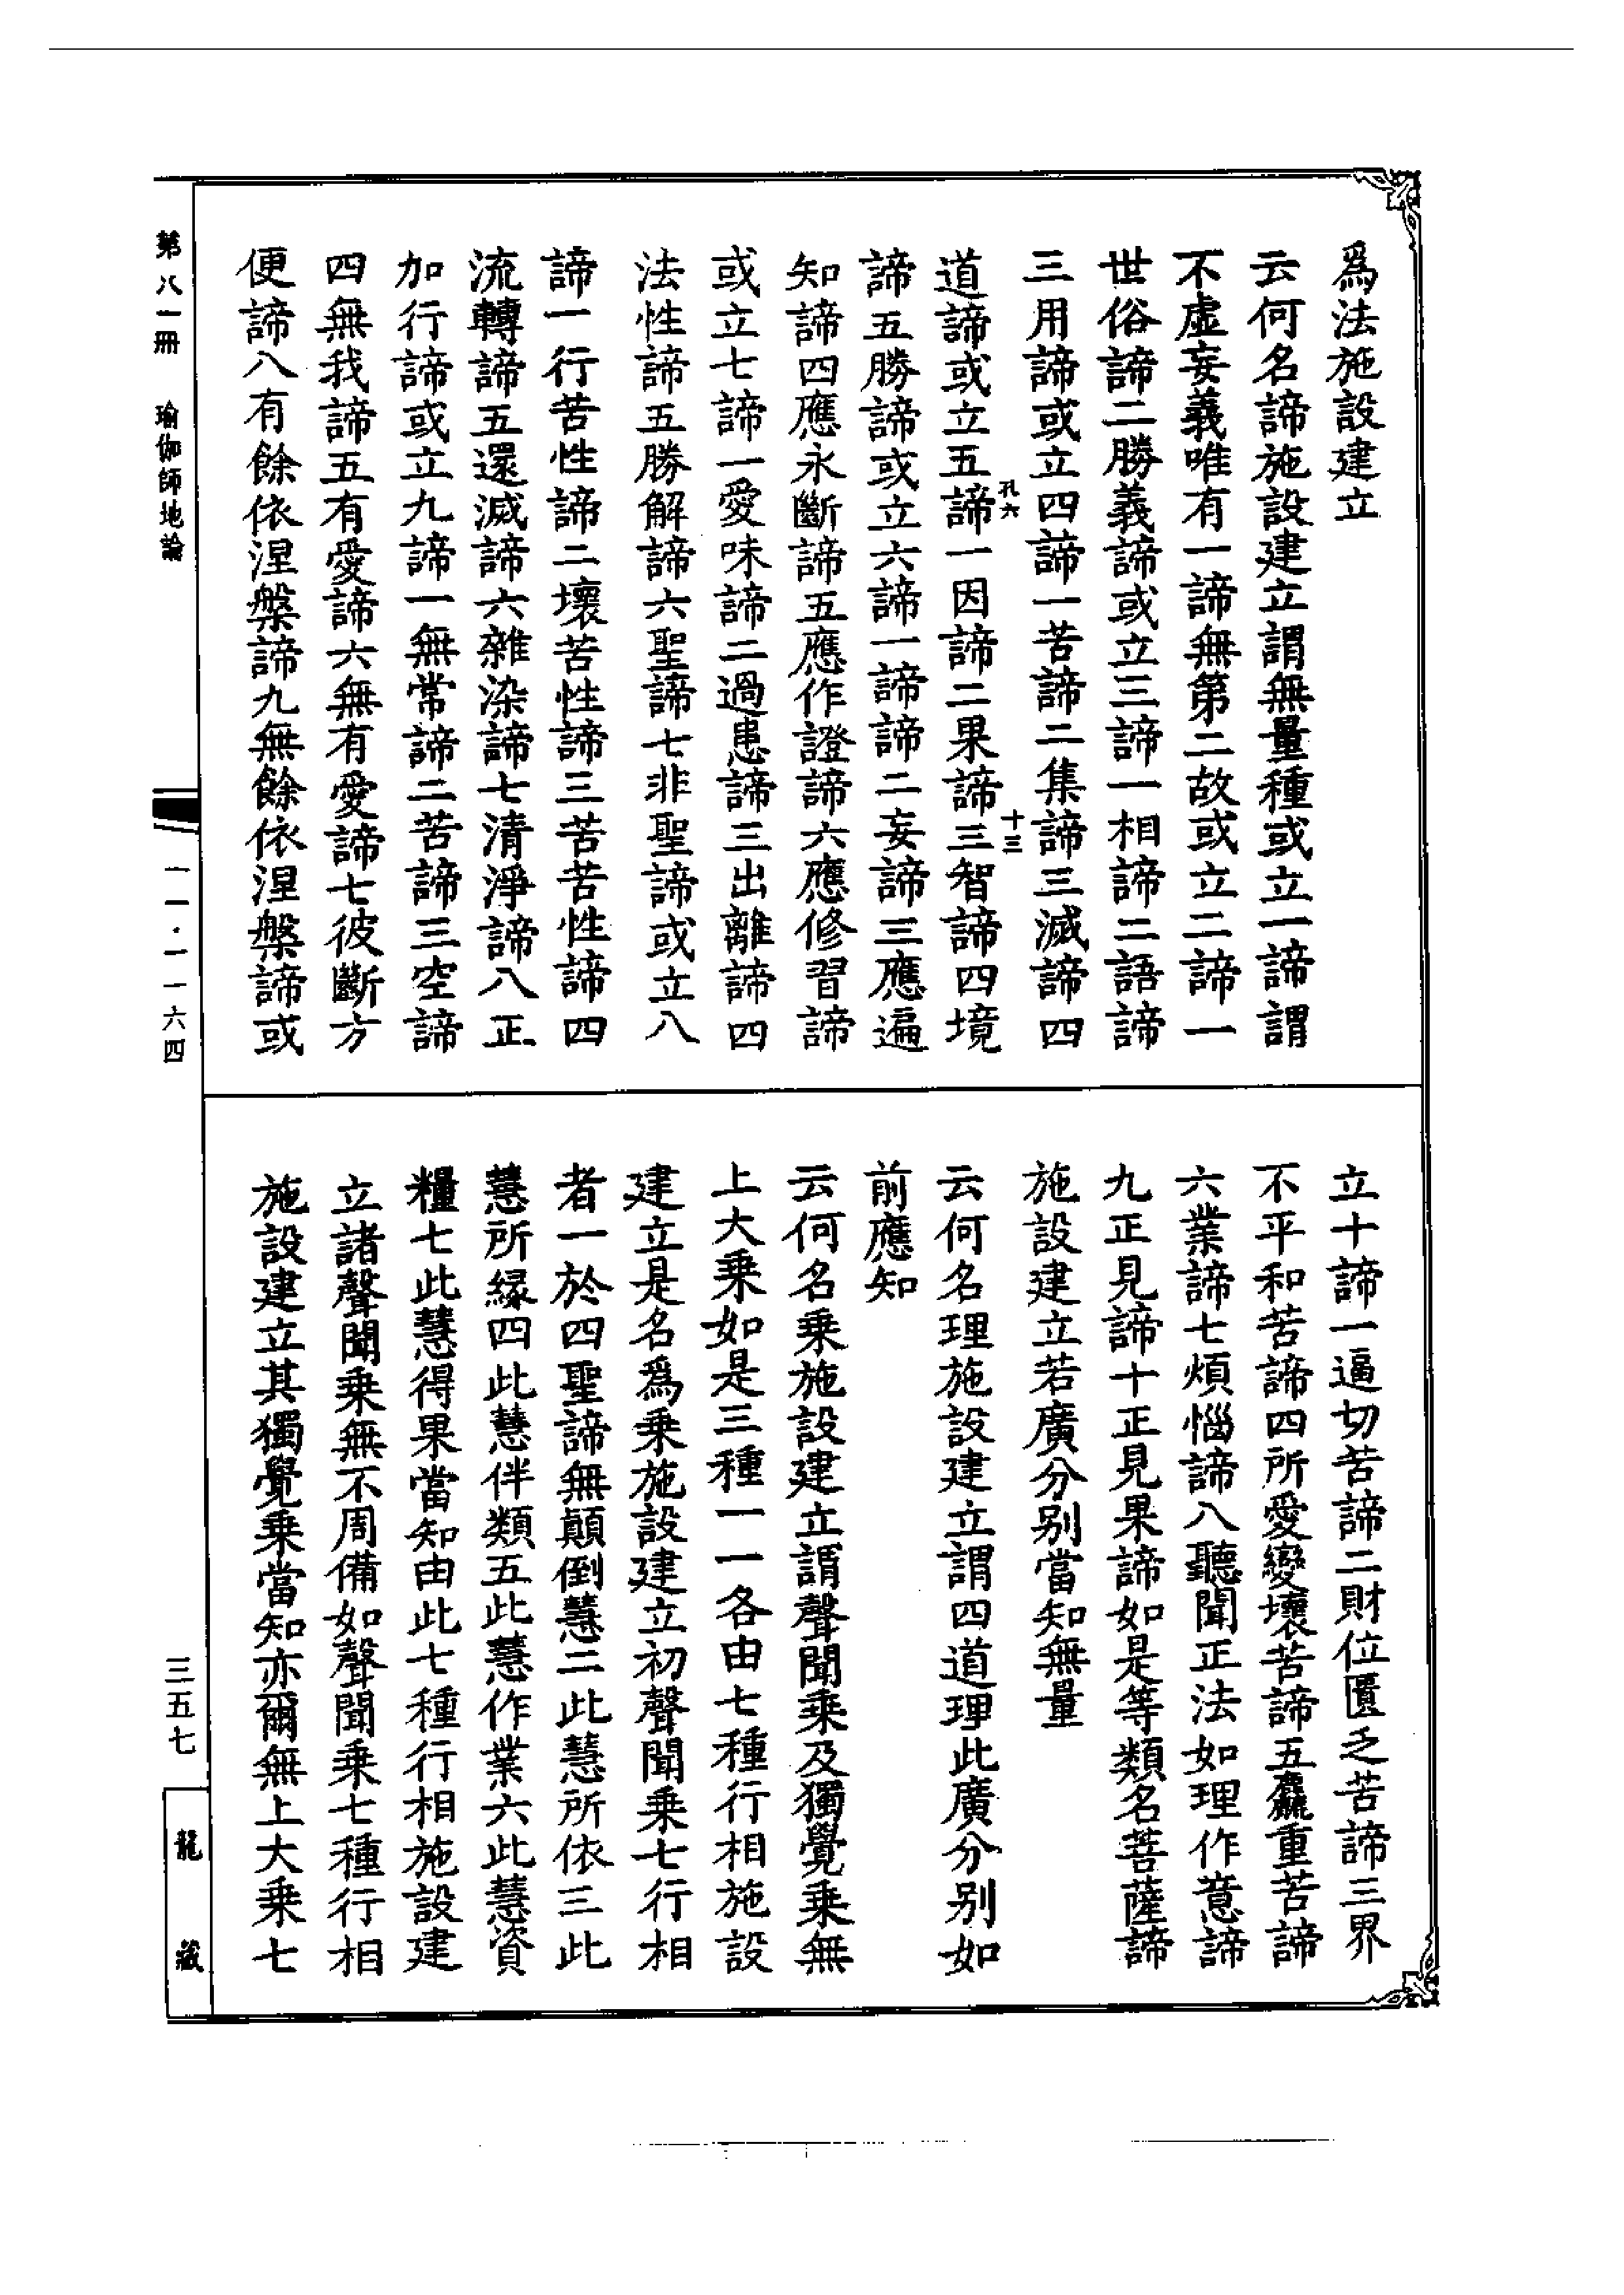 爲法施設建立
云何名諦施設建立謂無量種或立一諦謂
不虛妄義唯有一諦無第二故或立二諦一
世俗諦二勝義諦或立三諦一相諦二語諦
三用諦或立四諦一苦諦二集諦三滅諦四
孔六
十三
道諦或立五諦一因諦二果諦三智諦四境
諦五勝諦或立六諦一諦諦二妄諦三應遍
知諦四應永斷諦五應作證諦六應修習諦
或立七諦一愛味諦二過患諦三出離諦四
法性諦五勝解諦六聖諦七非聖諦或立八
諦一行苦性諦二壞苦性諦三苦苦性諦四
流轉諦五還滅諦六雜染諦七清淨諦八正
加行諦或立九諦一無常諦二苦諦三空諦
四無我諦五有愛諦六無有愛諦七彼斷方
便諦八有餘依涅槃諦九無餘依涅槃諦或
立十諦一逼切苦諦二財位匱乏苦諦三界
不平和苦諦四所愛變壞苦諦五麤重苦諦
六業諦七煩惱諦八聽聞正法如理作意諦
九正見諦十正見果諦如是等類名菩薩諦
施設建立若廣分別當知無量
云何名理施設建立謂四道理此廣分別如
前應知
云何名乘施設建立謂聲聞乘及獨覺乘無
上大乘如是三種一一各由七種行相施設
建立是名爲乘施設建立初聲聞乘七行相
者一於四聖諦無顛倒慧二此慧所依三此
慧所緣四此慧伴類五此慧作業六此慧資
糧七此慧得果當知由此七種行相施設建
立諸聲聞乘無不周備如聲聞乘七種行相
施設建立其獨覺乘當知亦爾無上大乘七
第八一冊 瑜伽師地論
一一·一一六四
三五七
龍藏